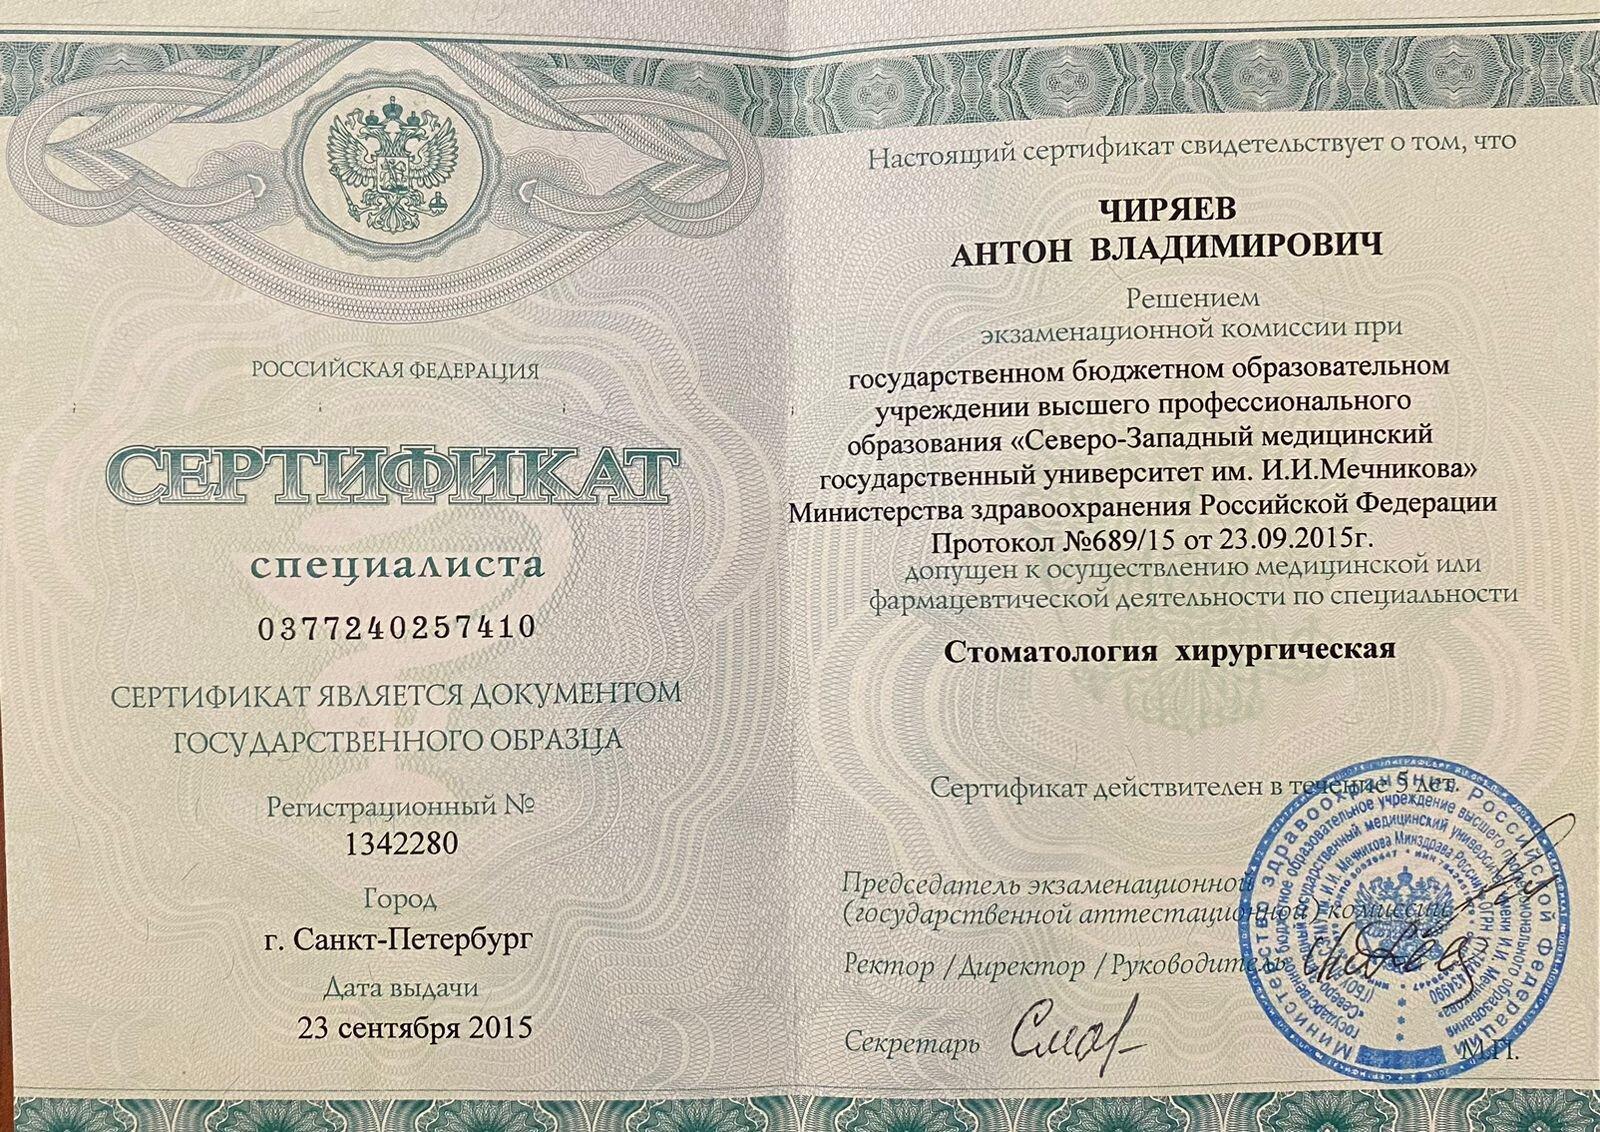 РОССИЙСКАЯ ФЕДЕРАЦИЯ
СЕРТИФИКАТ
специалиста
0377240257410
СЕРТИФИКАТ ЯВЛЯЕТСЯ ДОКУМЕНТОМ
ГОСУДАРСТВЕННОГО ОБРАЗЦА
Регистрационный №
1342280
Город
г. Санкт-Петербург
Дата выдачи
23 сентября 2015
Настоящий сертификат свидетельствует о том, что
ЧИРЯЕВ
АНТОН ВЛАДИМИРОВИЧ
Решением
экзаменационной комиссии при
государственном бюджетном образовательном
учреждении высшего профессионального
образования «Северо-Западный медицинский
государственный университет им. И.И.Мечникова»
Министерства здравоохранения Российской Федерации
Протокол №689/15 от 23.09.2015г.
допущен к осуществлению медицинской или
фармацевтической деятельности по специальности
Стоматология хирургическая
Сертификат действителен в течение 5 лет.
Председатель экзаменационной
(государственной аттестационной) комиссии
Ректор /Директор /Руководитель
Секретарь
М.П.
Министерство здравоохранения Российской Федерации